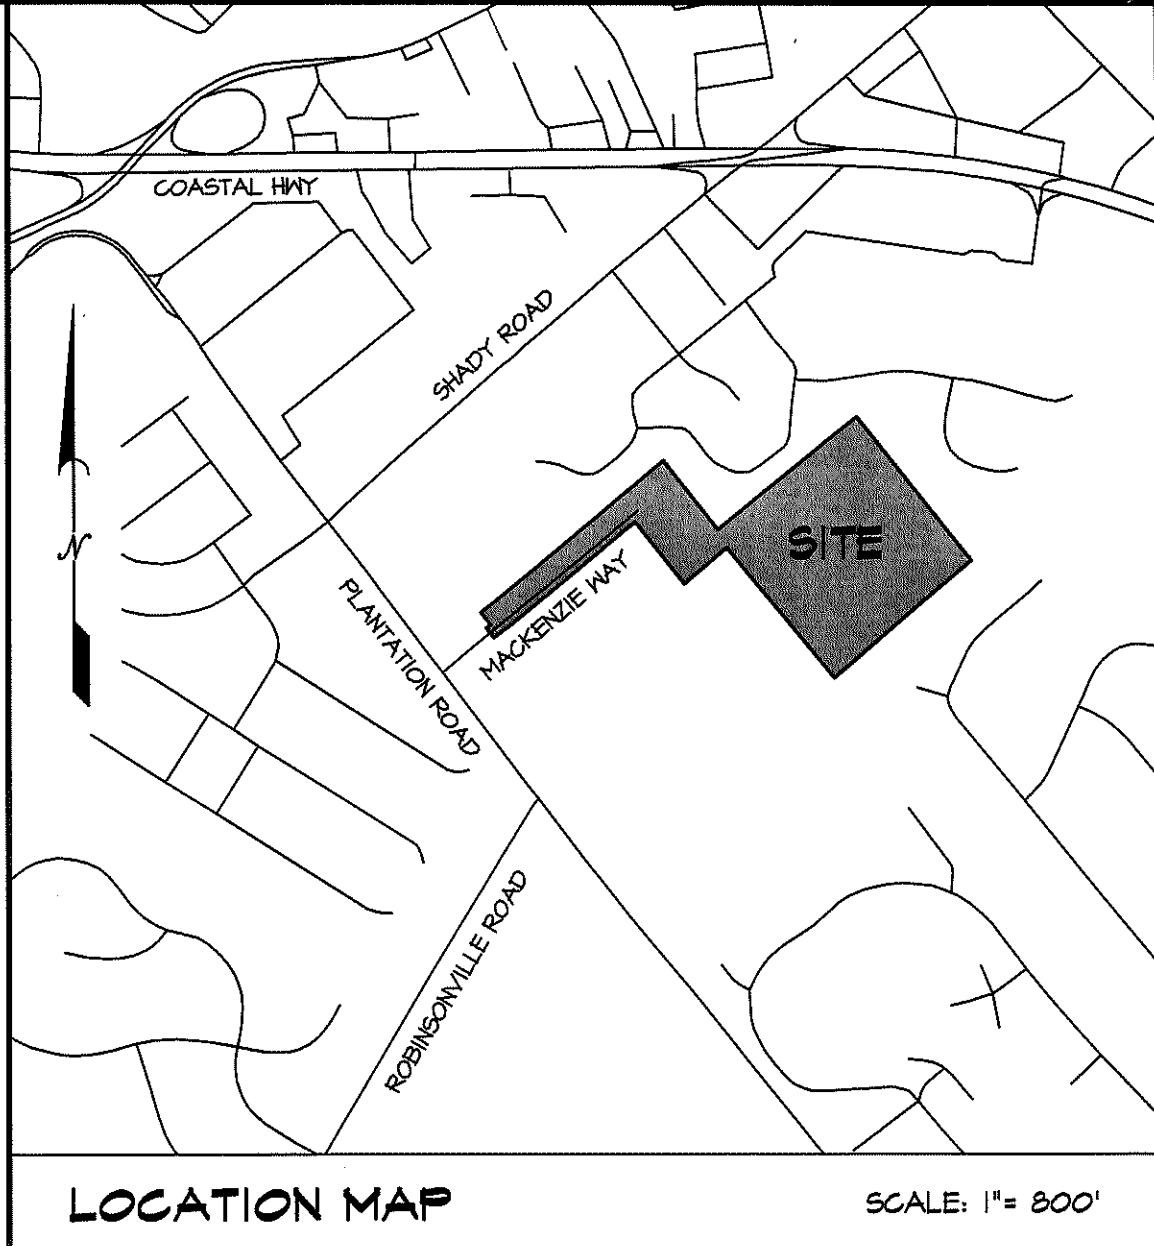 COASTAL HWY
SHADY ROAD
SITE
N
MACKENZIE WAY
PLANTATION ROAD
ROBINSONVILLE ROAD
LOCATION MAP
SCALE: 1"= 800'